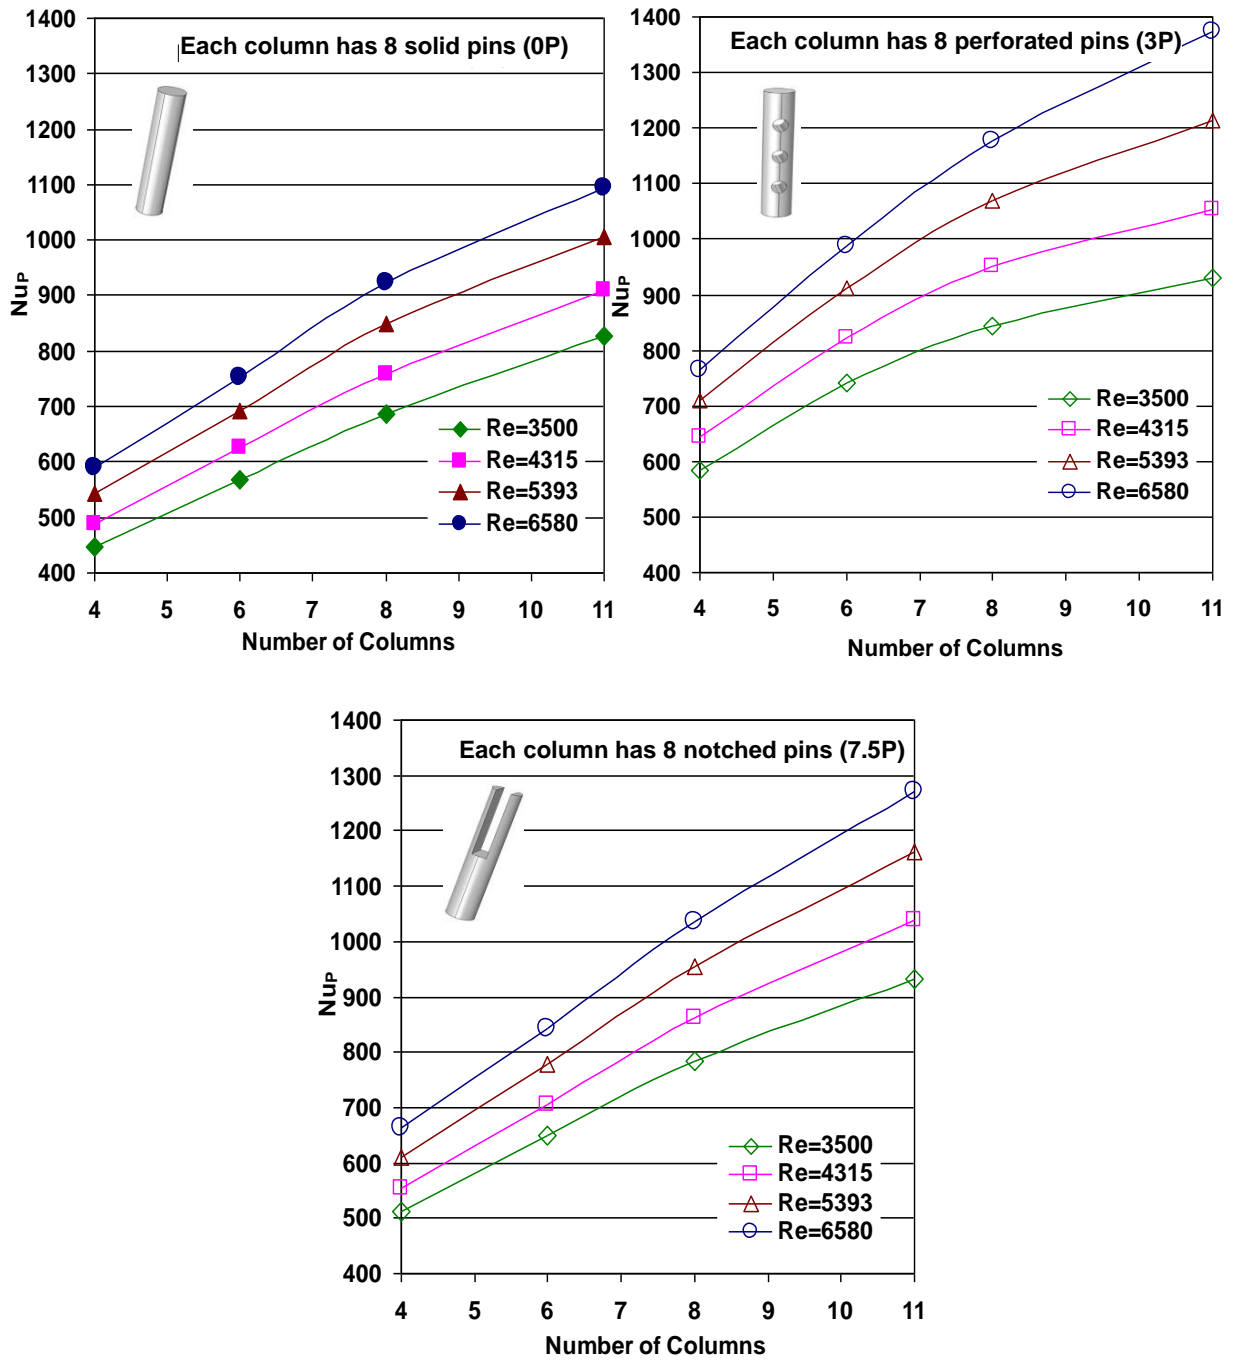 Each column has 8 solid pins (0P)
1400
1300
1200
1100
1000
900
800
700
600
500
400
NuP
Re=3500
Re=4315
Re=5393
Re=6580
4 5 6 7 8 9 10 11
Number of Columns
Each column has 8 perforated pins (3P)
1400
1300
1200
1100
1000
900
800
700
600
500
400
NuP
Re=3500
Re=4315
Re=5393
Re=6580
4 5 6 7 8 9 10 11
Number of Columns
Each column has 8 notched pins (7.5P)
1400
1300
1200
1100
1000
900
800
700
600
500
400
NuP
Re=3500
Re=4315
Re=5393
Re=6580
4 5 6 7 8 9 10 11
Number of Columns